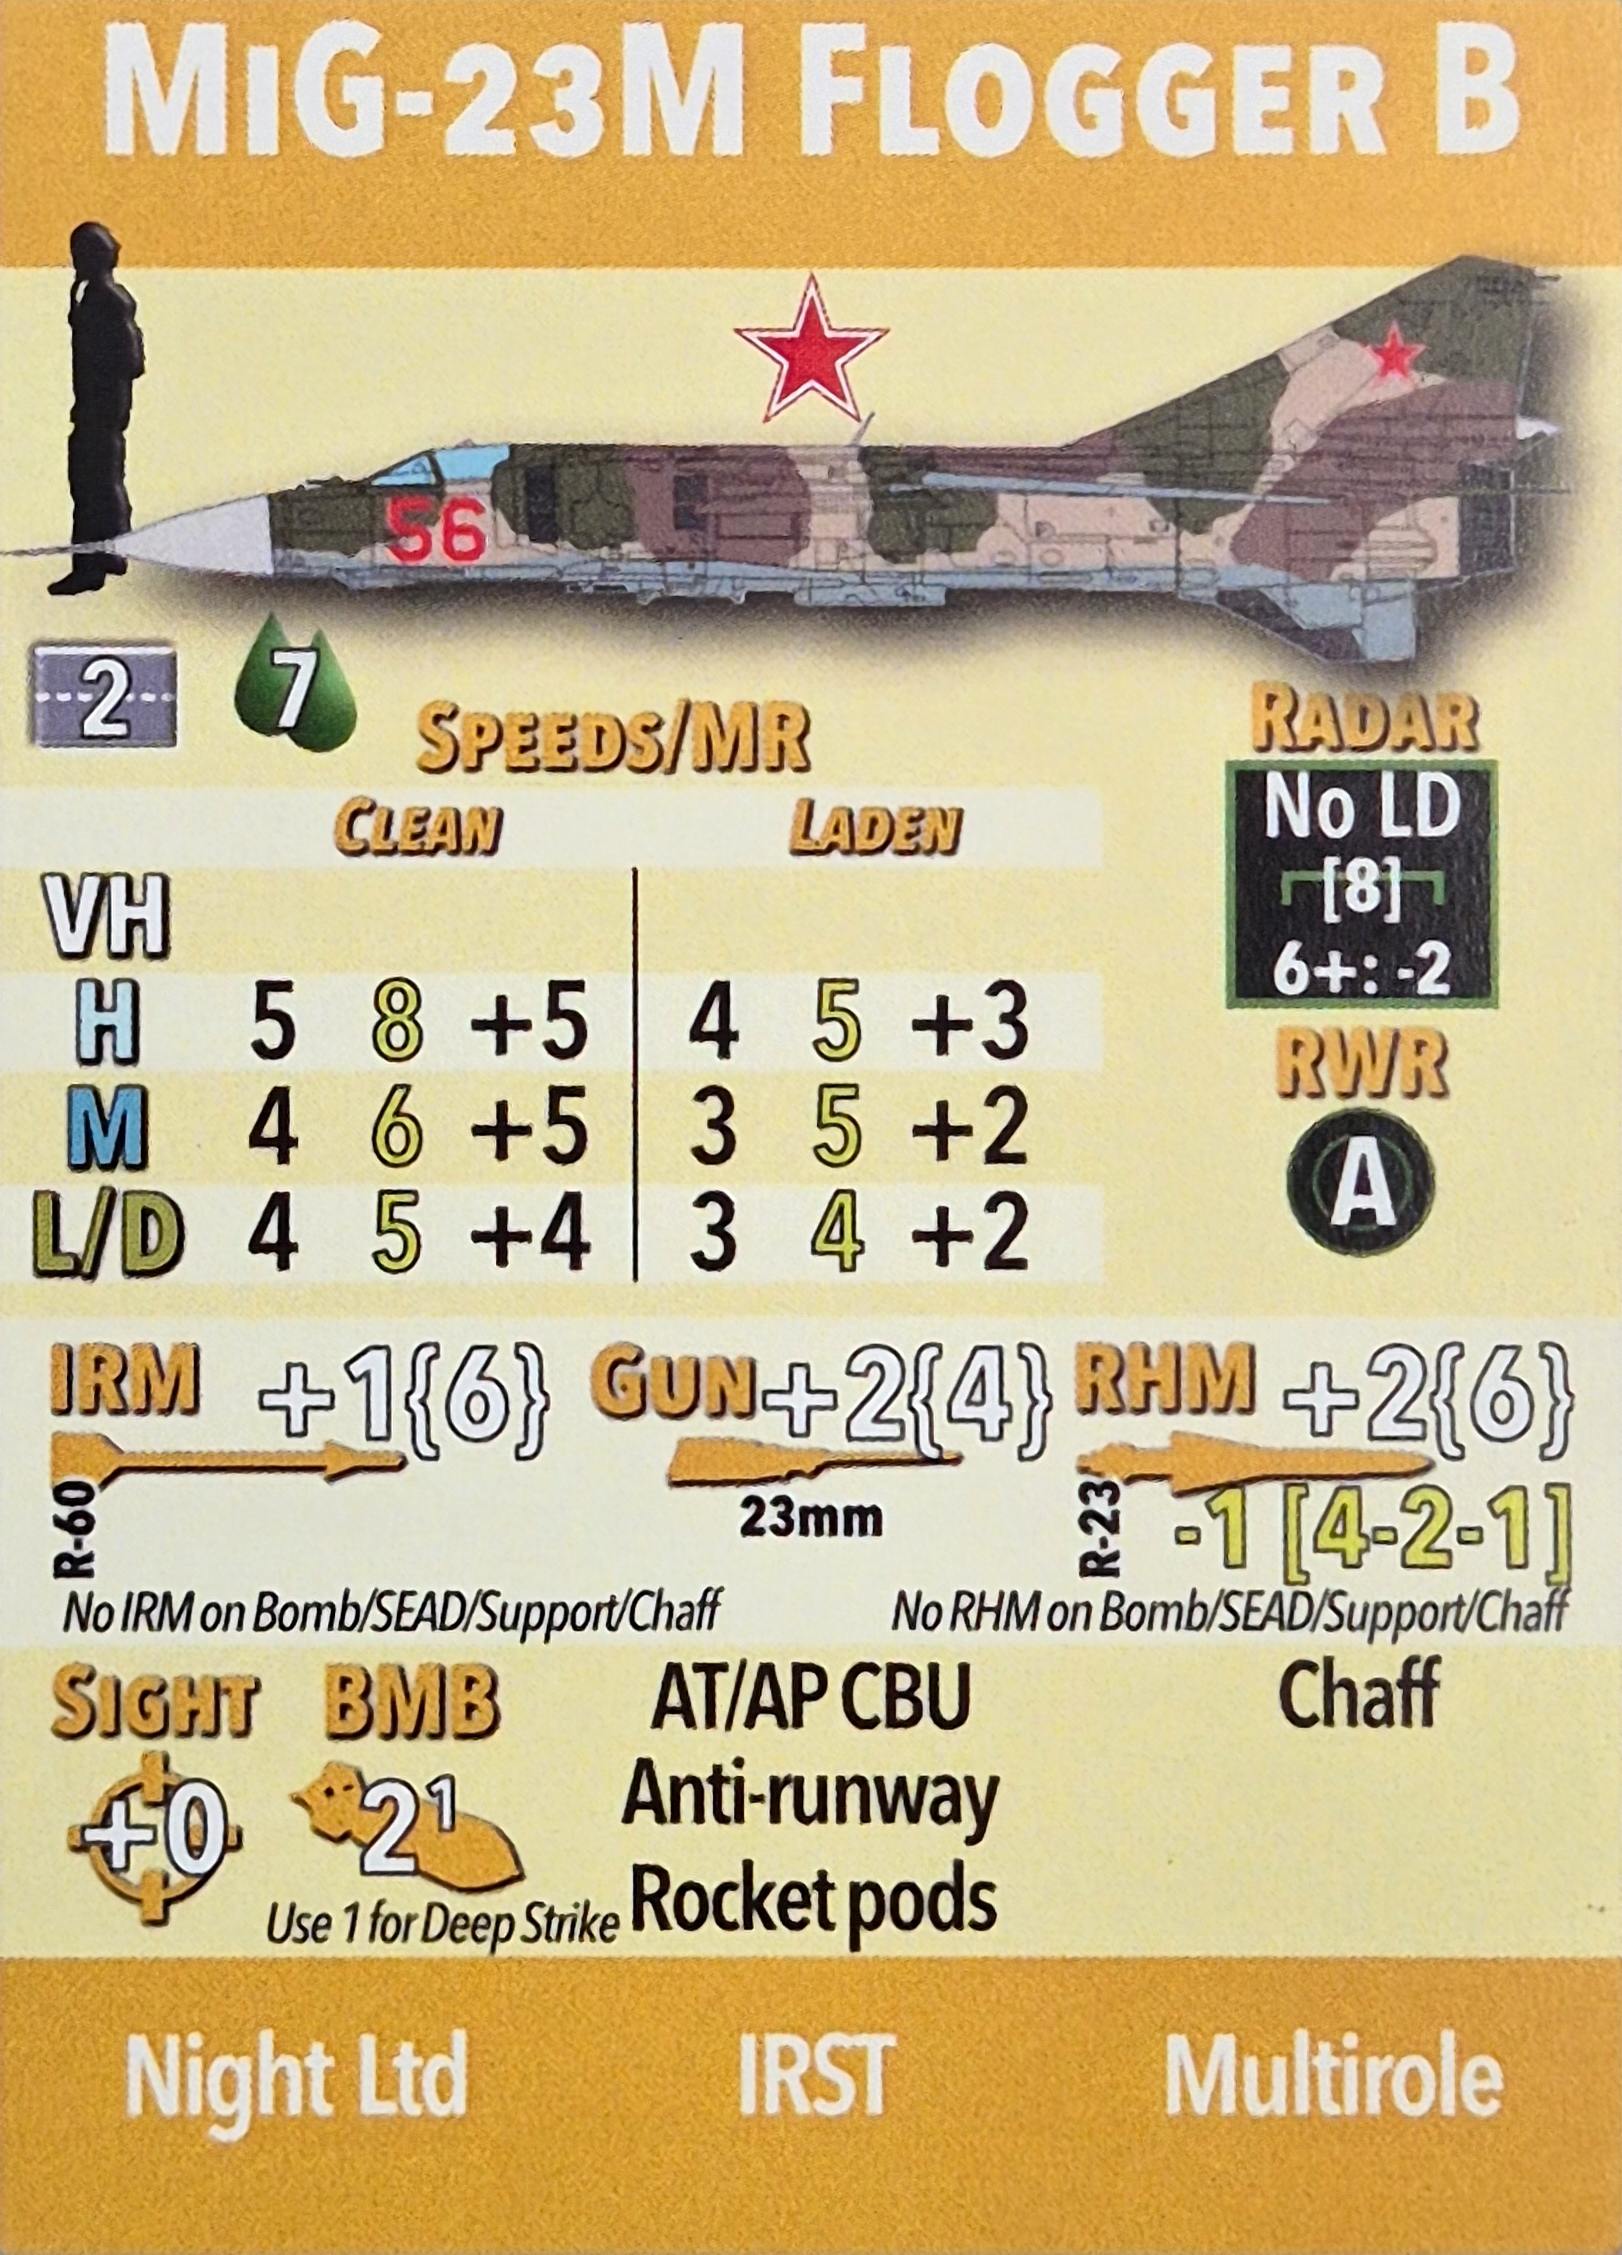 MiG-23M Flogger B
56
2 7
Speeds/MR Radar
Clean Laden
No LD
[8]
6+: -2
VH
H 5 8 +5 4 5 +3
M 4 6 +5 3 5 +2
L/D 4 5 +4 3 4 +2
RWR
A
IRM +1{6} Gun +2{4} RHM +2{6}
R-60 23mm R-23 -1 [4-2-1]
No IRM on Bomb/SEAD/Support/Chaff No RHM on Bomb/SEAD/Support/Chaff
Sight BMB AT/AP CBU Chaff
+0 2¹ Anti-runway
Use 1 for Deep Strike Rocket pods
Night Ltd IRST Multirole